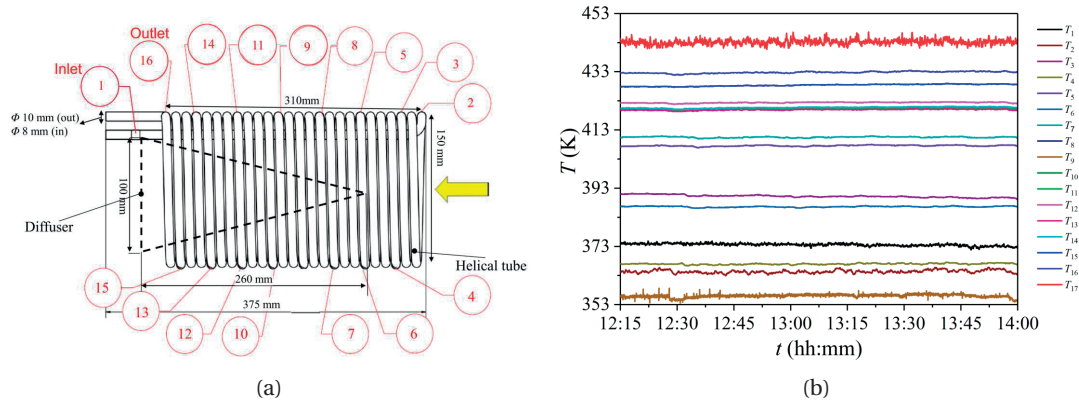 Outlet
Inlet
16
14
11
9
8
5
3
1
2
310mm
Φ 10 mm (out)
Φ 8 mm (in)
100 mm
150 mm
Diffuser
Helical tube
260 mm
375 mm
15
13
12
10
7
6
4
(a)
453
433
413
393
373
353
T (K)
12:15 12:30 12:45 13:00 13:15 13:30 13:45 14:00
t (hh:mm)
T1
T2
T3
T4
T5
T6
T7
T8
T9
T10
T11
T12
T13
T14
T15
T16
T17
(b)